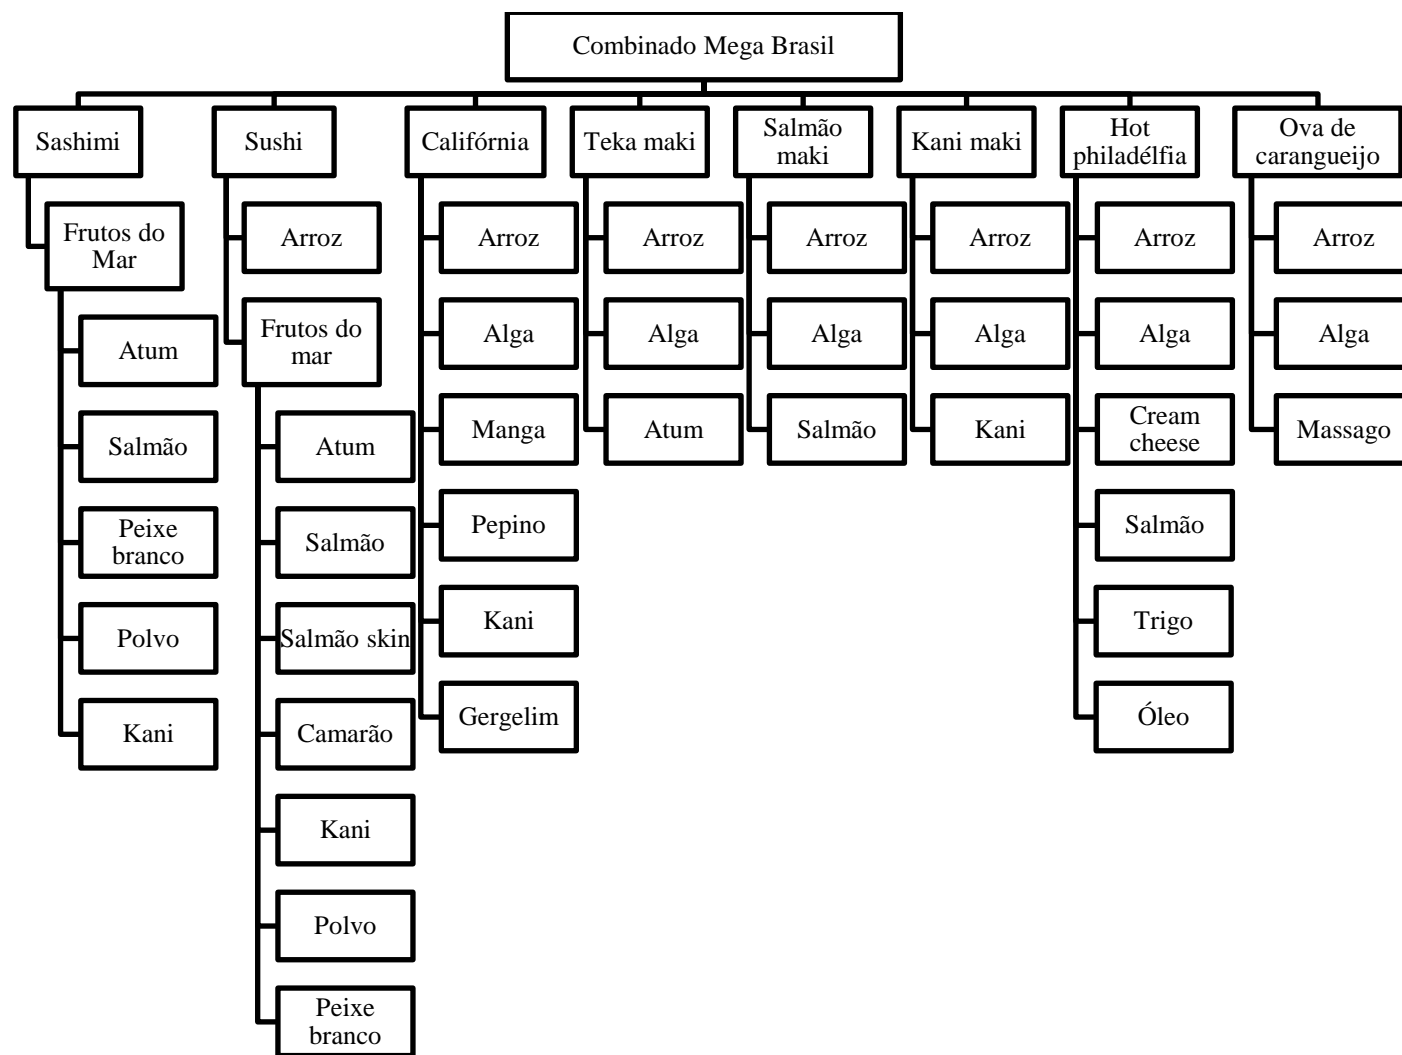 Combinado Mega Brasil
Sashimi
Frutos do
Mar
Atum
Salmão
Peixe
branco
Polvo
Kani
Sushi
Arroz
Frutos do
mar
Atum
Salmão
Salmão skin
Camarão
Kani
Polvo
Peixe
branco
Califórnia
Arroz
Alga
Manga
Pepino
Kani
Gergelim
Teka maki
Arroz
Alga
Atum
Salmão
maki
Arroz
Alga
Salmão
Kani maki
Arroz
Alga
Kani
Hot
philadélfia
Arroz
Alga
Cream
cheese
Salmão
Trigo
Óleo
Ova de
carangueijo
Arroz
Alga
Massago